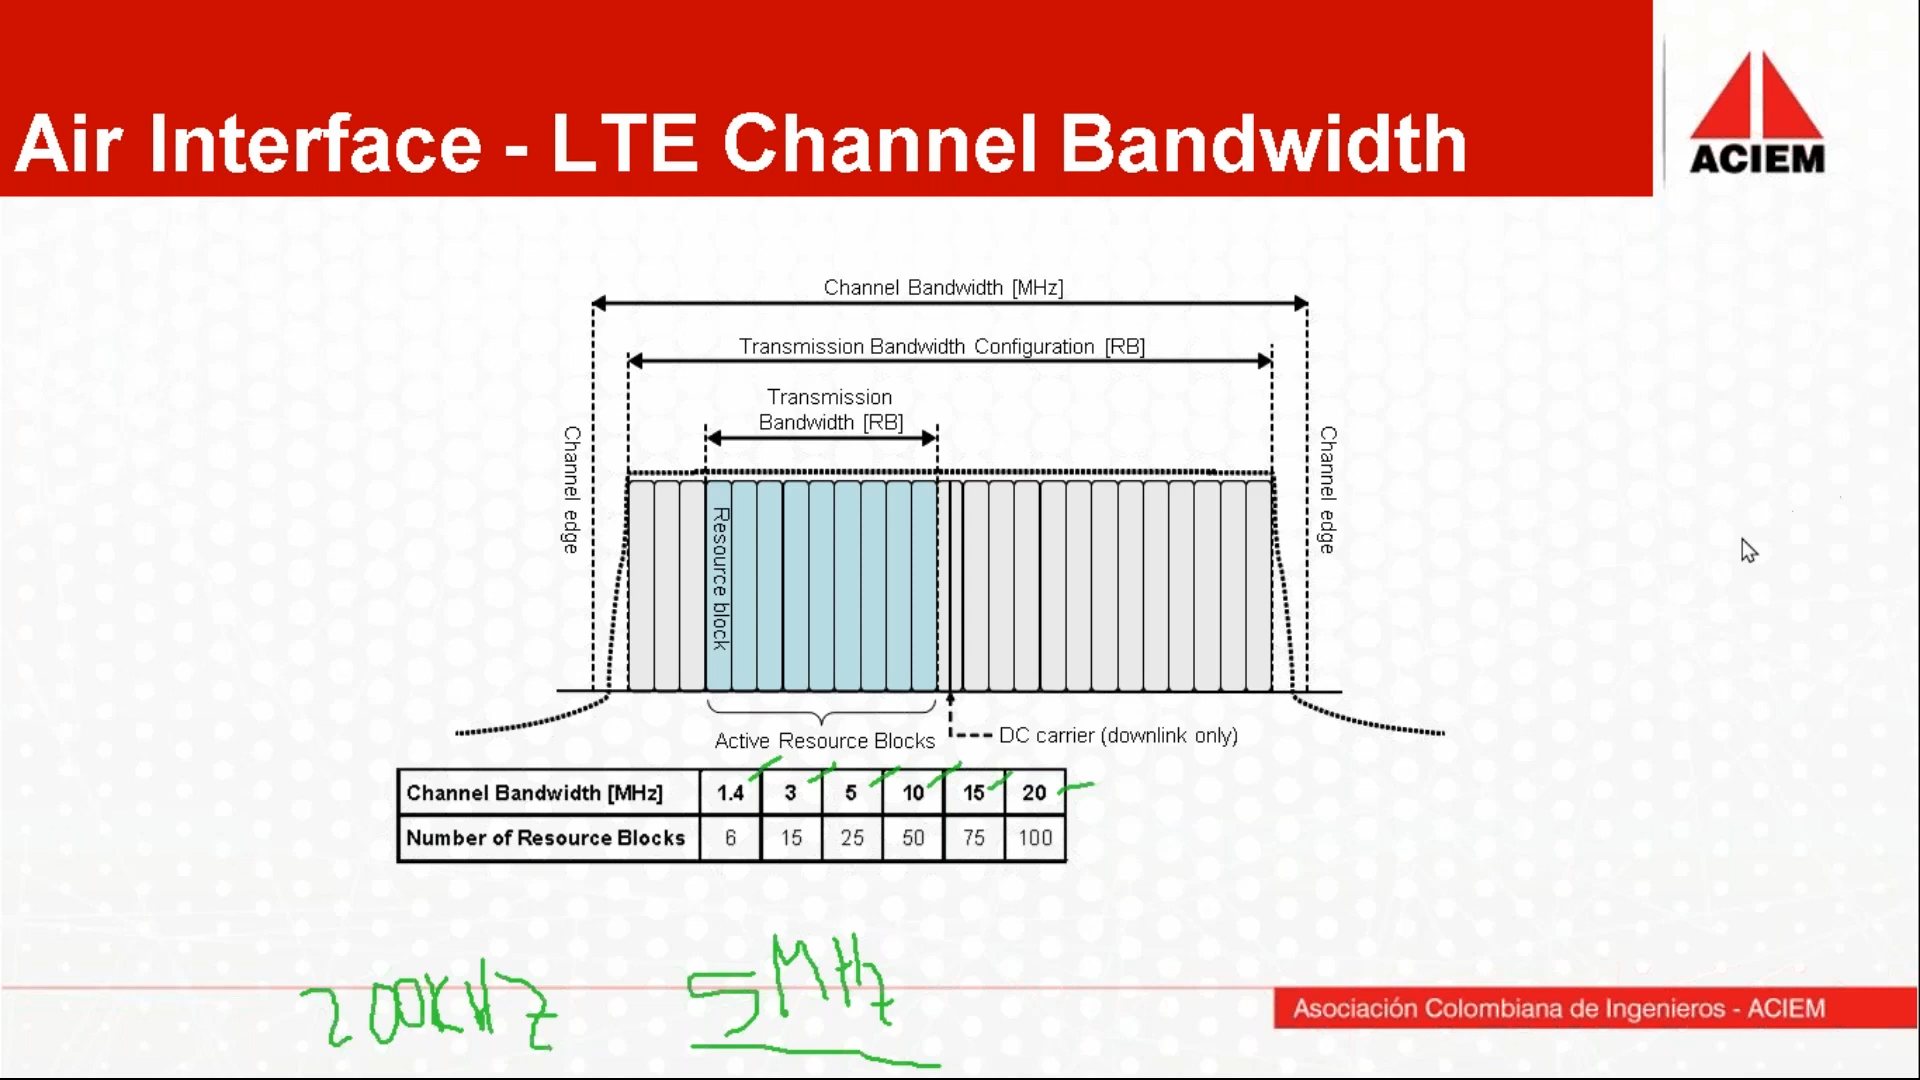 Air Interface - LTE Channel Bandwidth
ACIEM
Channel Bandwidth [MHz]
Transmission Bandwidth Configuration [RB]
Transmission
Bandwidth [RB]
Channel edge
Channel edge
Resource block
Active Resource Blocks
DC carrier (downlink only)
Channel Bandwidth [MHz] 1.4 3 5 10 15 20
Number of Resource Blocks 6 15 25 50 75 100
200KHz 5MHz
Asociación Colombiana de Ingenieros - ACIEM